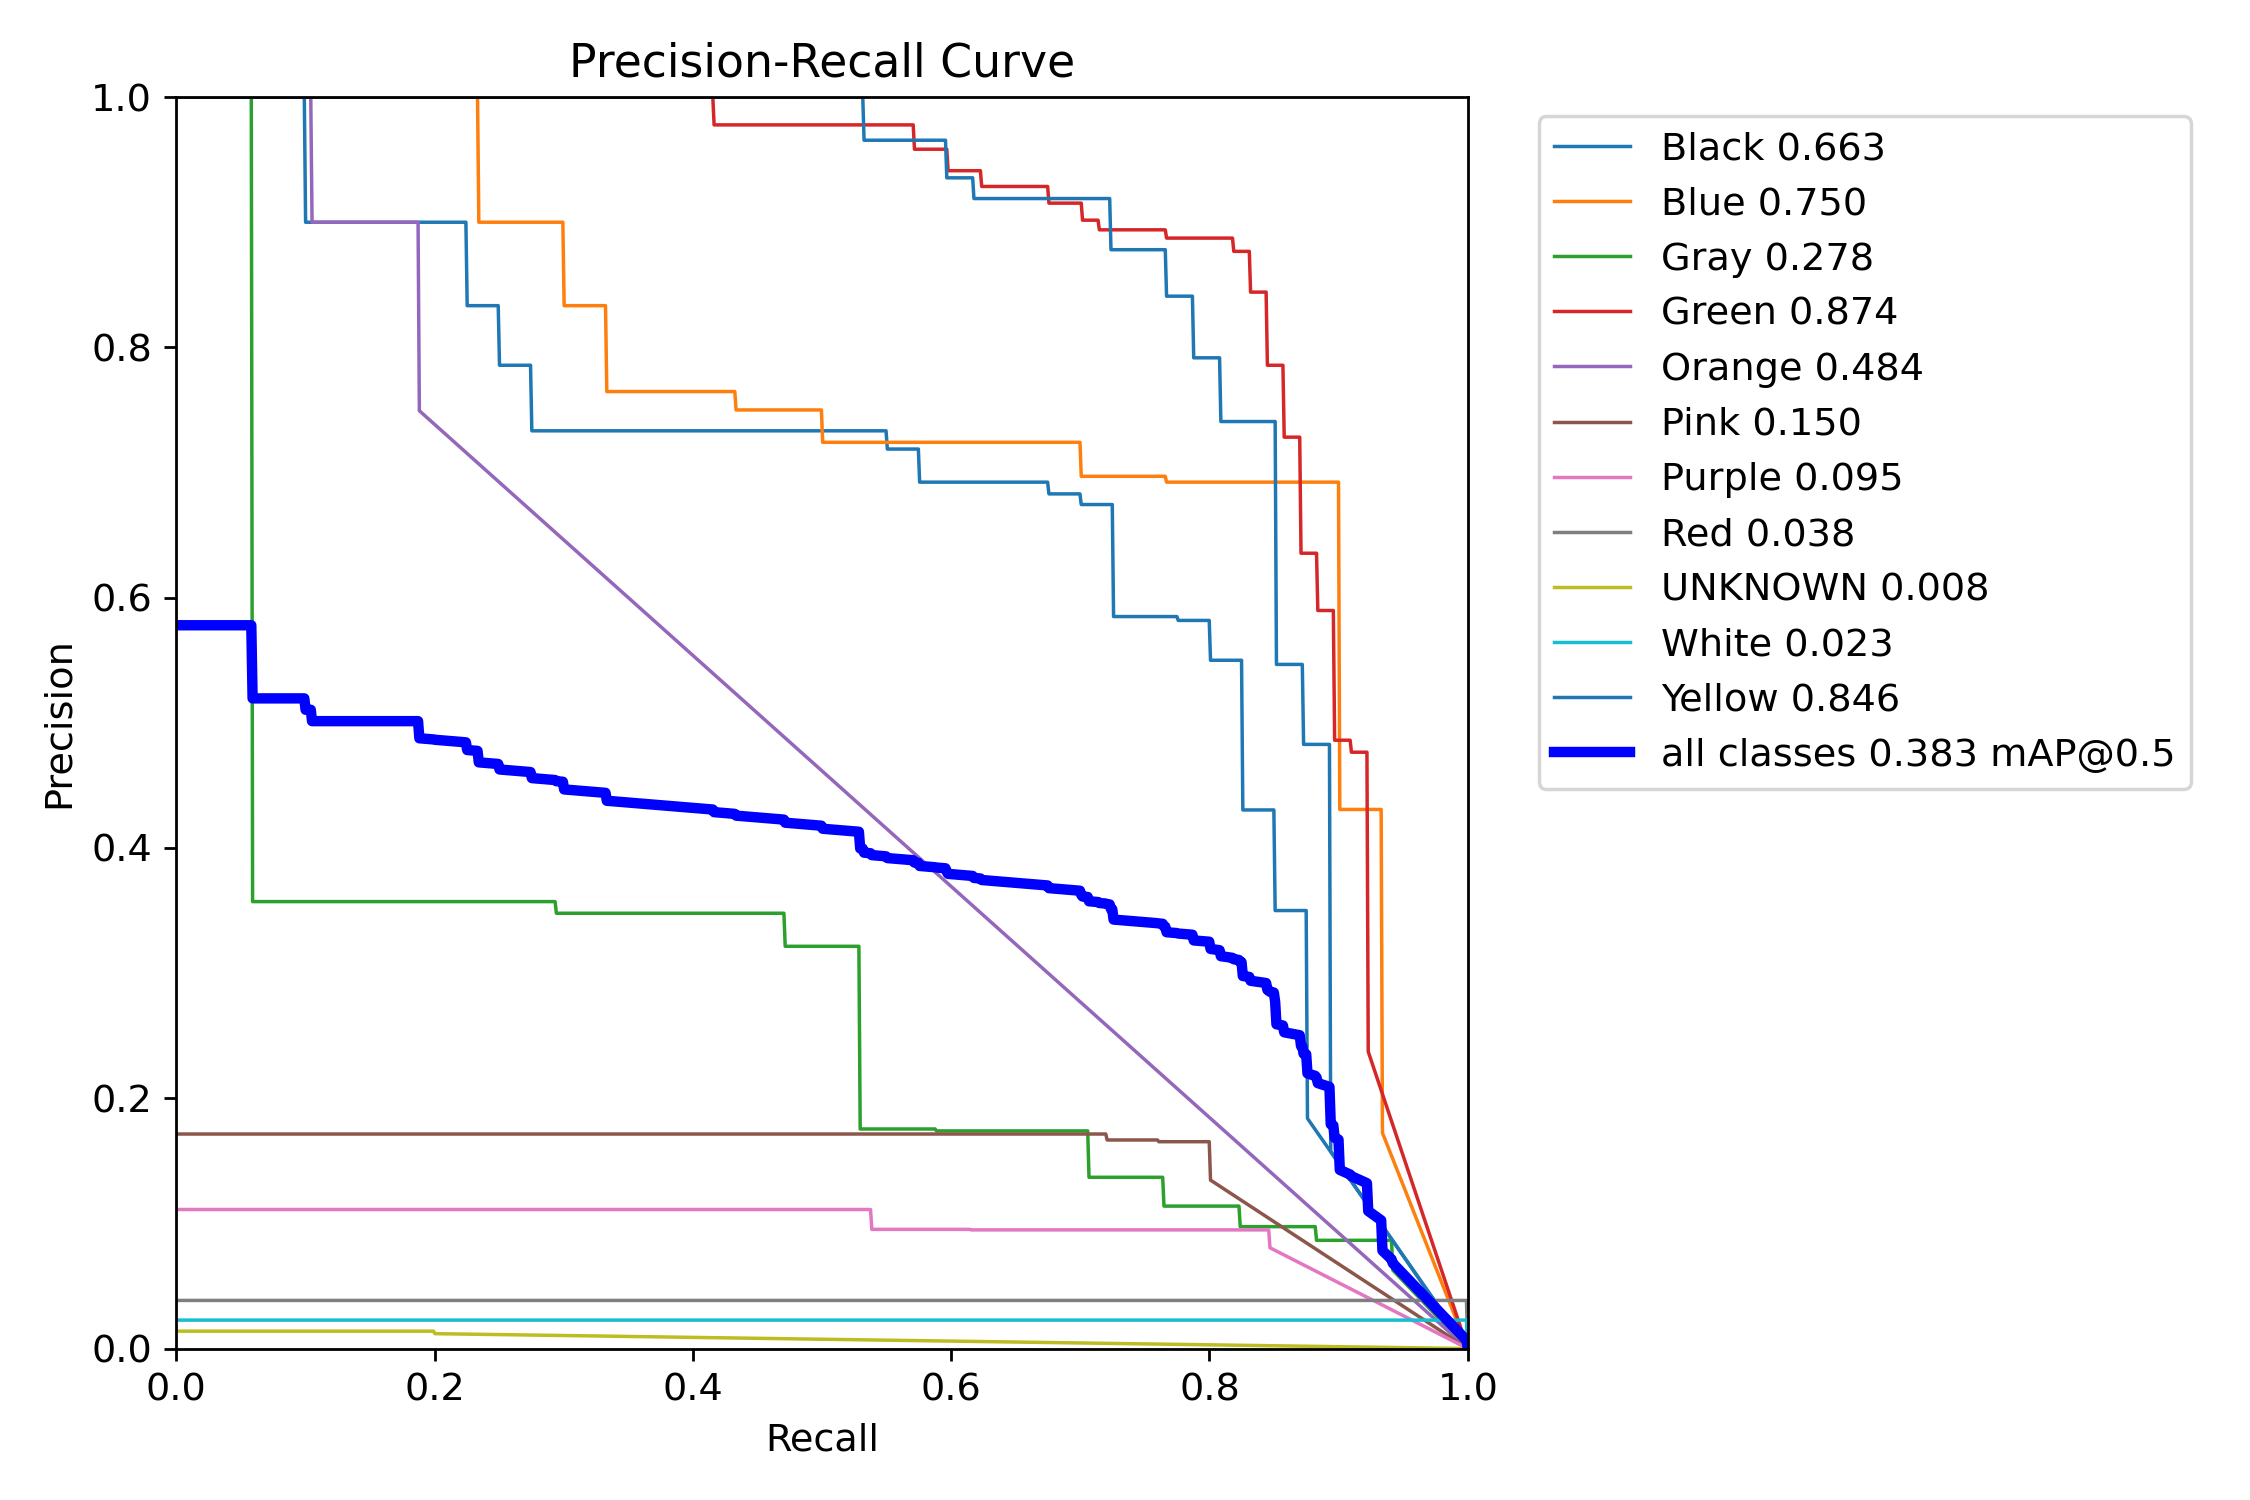 Precision-Recall Curve
1.0
0.8
0.6
0.4
0.2
0.0
Precision
0.0 0.2 0.4 0.6 0.8 1.0
Recall
Black 0.663
Blue 0.750
Gray 0.278
Green 0.874
Orange 0.484
Pink 0.150
Purple 0.095
Red 0.038
UNKNOWN 0.008
White 0.023
Yellow 0.846
all classes 0.383 mAP@0.5